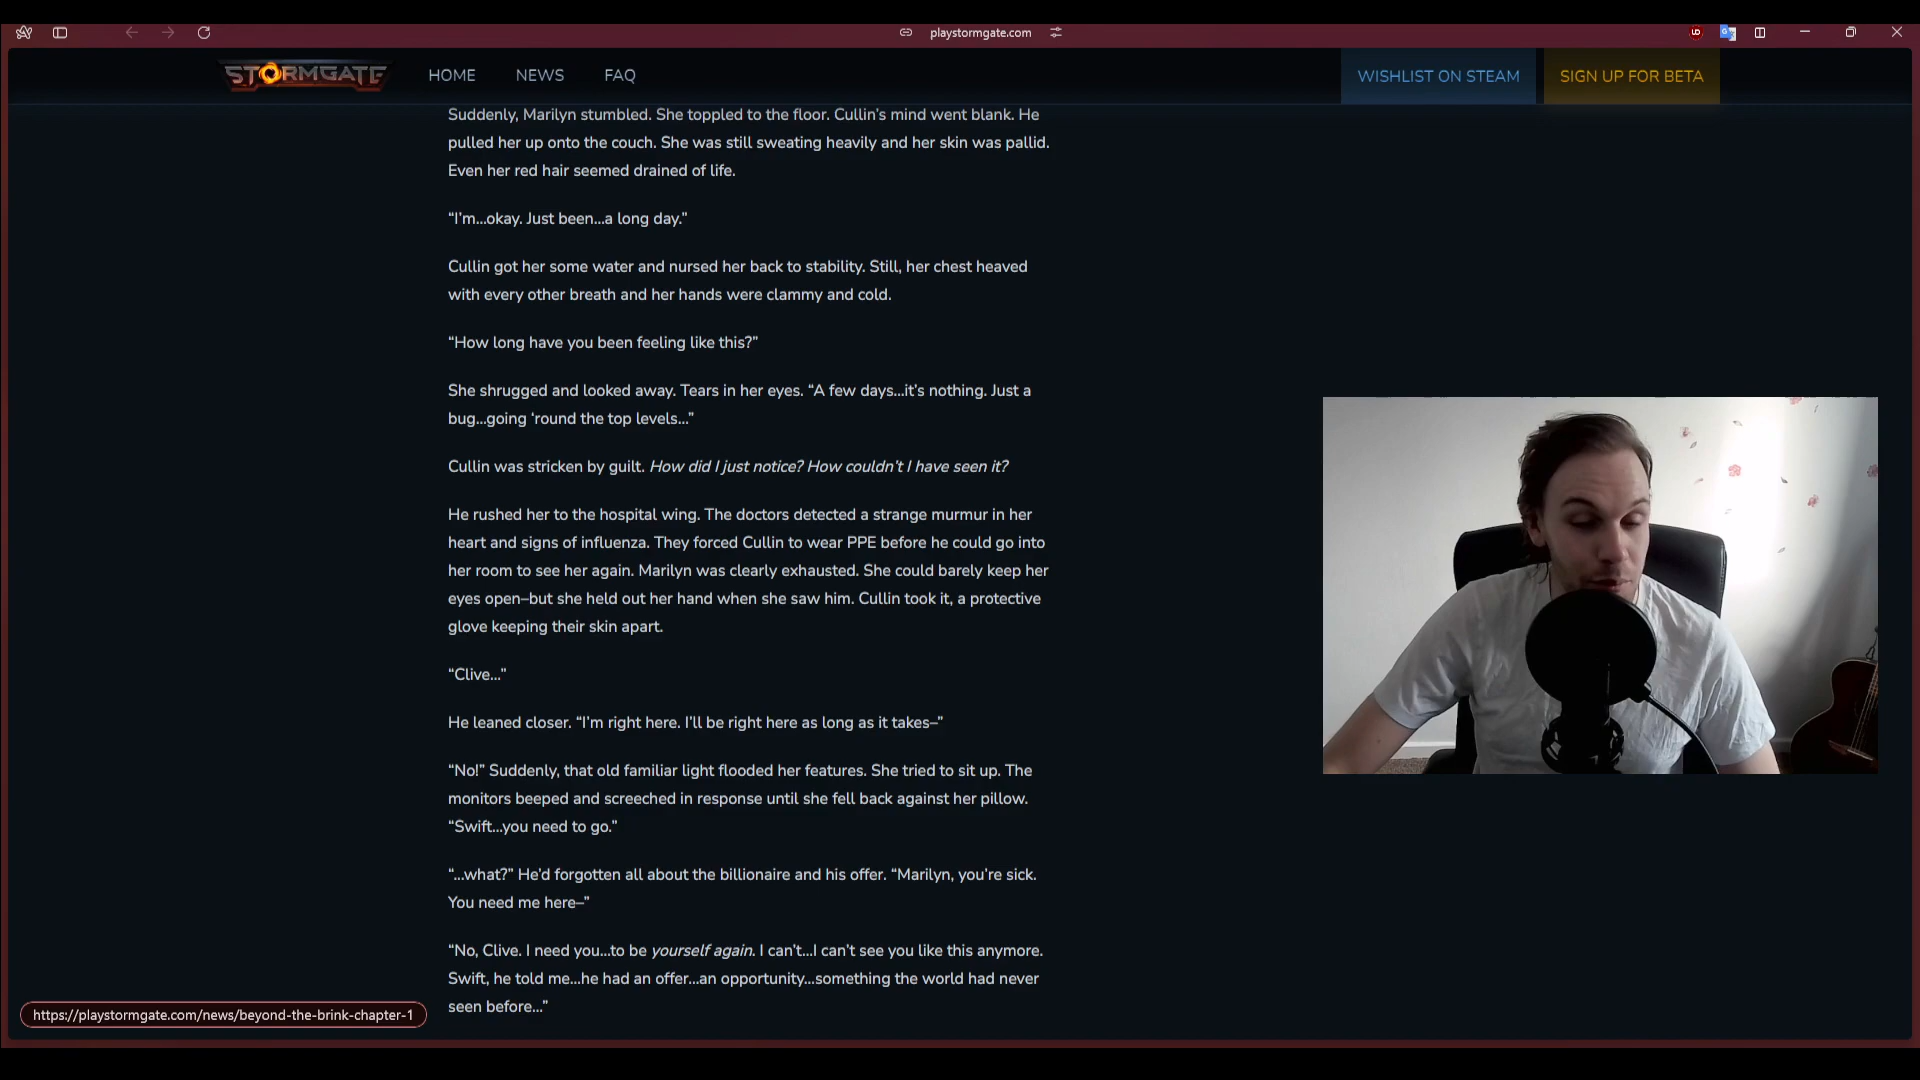 playstormgate.com
STORMGATE
HOME
NEWS
FAQ
WISHLIST ON STEAM
SIGN UP FOR BETA
Suddenly, Marilyn stumbled. She toppled to the floor. Cullin’s mind went blank. He
pulled her up onto the couch. She was still sweating heavily and her skin was pallid.
Even her red hair seemed drained of life.
“I’m…okay. Just been…a long day.”
Cullin got her some water and nursed her back to stability. Still, her chest heaved
with every other breath and her hands were clammy and cold.
“How long have you been feeling like this?”
She shrugged and looked away. Tears in her eyes. “A few days…it’s nothing. Just a
bug…going ‘round the top levels…”
Cullin was stricken by guilt. How did I just notice? How couldn’t I have seen it?
He rushed her to the hospital wing. The doctors detected a strange murmur in her
heart and signs of influenza. They forced Cullin to wear PPE before he could go into
her room to see her again. Marilyn was clearly exhausted. She could barely keep her
eyes open–but she held out her hand when she saw him. Cullin took it, a protective
glove keeping their skin apart.
“Clive…”
He leaned closer. “I’m right here. I’ll be right here as long as it takes–”
“No!” Suddenly, that old familiar light flooded her features. She tried to sit up. The
monitors beeped and screeched in response until she fell back against her pillow.
“Swift…you need to go.”
“…what?” He’d forgotten all about the billionaire and his offer. “Marilyn, you’re sick.
You need me here–”
“No, Clive. I need you…to be yourself again. I can’t…I can’t see you like this anymore.
Swift, he told me…he had an offer…an opportunity…something the world had never
seen before…”
https://playstormgate.com/news/beyond-the-brink-chapter-1